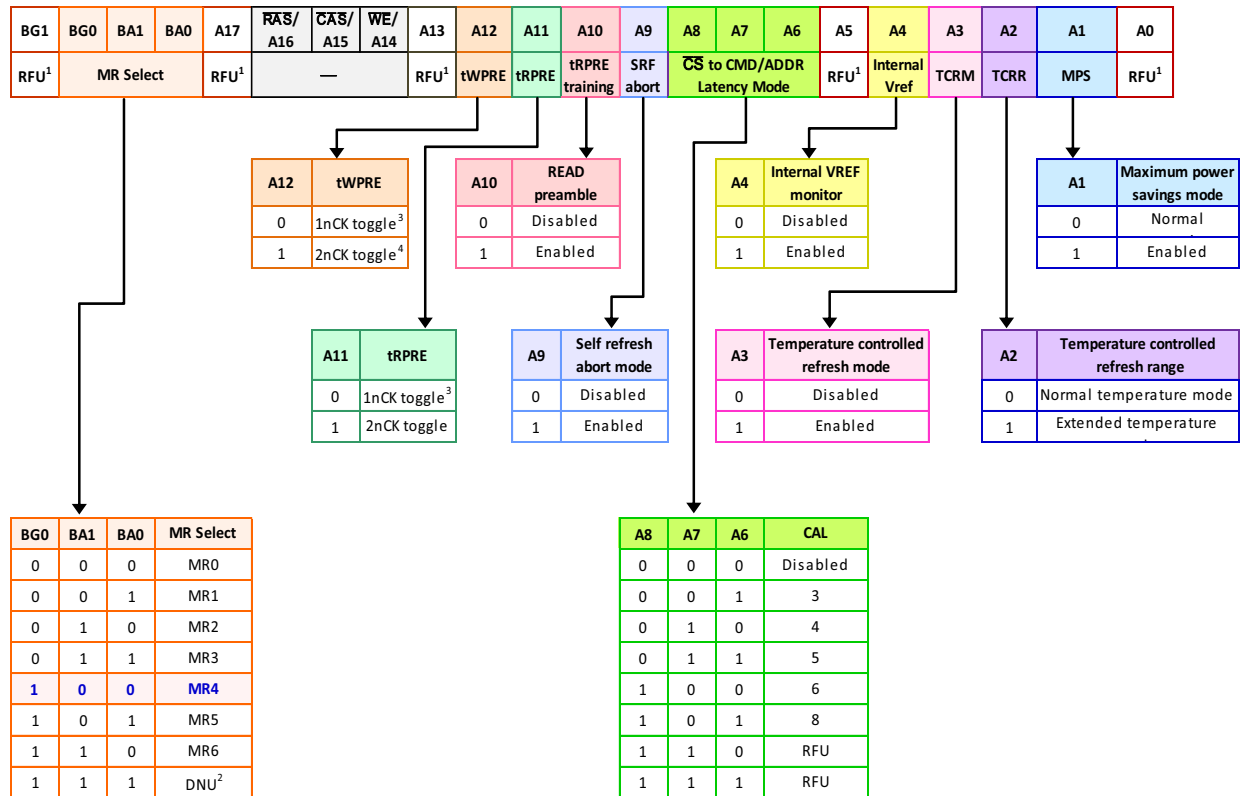 BG1 BG0 BA1 BA0 A17 RAS/ A16 CAS/ A15 WE/ A14 A13 A12 A11 A10 A9 A8 A7 A6 A5 A4 A3 A2 A1 A0
RFU¹ MR Select RFU¹ — RFU¹ tWPRE tRPRE tRPRE training SRF abort CS to CMD/ADDR Latency Mode RFU¹ Internal Vref TCRM TCRR MPS RFU¹
A12 tWPRE
0 1nCK toggle³
1 2nCK toggle⁴
A10 READ preamble
0 Disabled
1 Enabled
A4 Internal VREF monitor
0 Disabled
1 Enabled
A1 Maximum power savings mode
0 Normal
1 Enabled
A11 tRPRE
0 1nCK toggle³
1 2nCK toggle
A9 Self refresh abort mode
0 Disabled
1 Enabled
A3 Temperature controlled refresh mode
0 Disabled
1 Enabled
A2 Temperature controlled refresh range
0 Normal temperature mode
1 Extended temperature
BG0 BA1 BA0 MR Select
0 0 0 MR0
0 0 1 MR1
0 1 0 MR2
0 1 1 MR3
1 0 0 MR4
1 0 1 MR5
1 1 0 MR6
1 1 1 DNU²
A8 A7 A6 CAL
0 0 0 Disabled
0 0 1 3
0 1 0 4
0 1 1 5
1 0 0 6
1 0 1 8
1 1 0 RFU
1 1 1 RFU